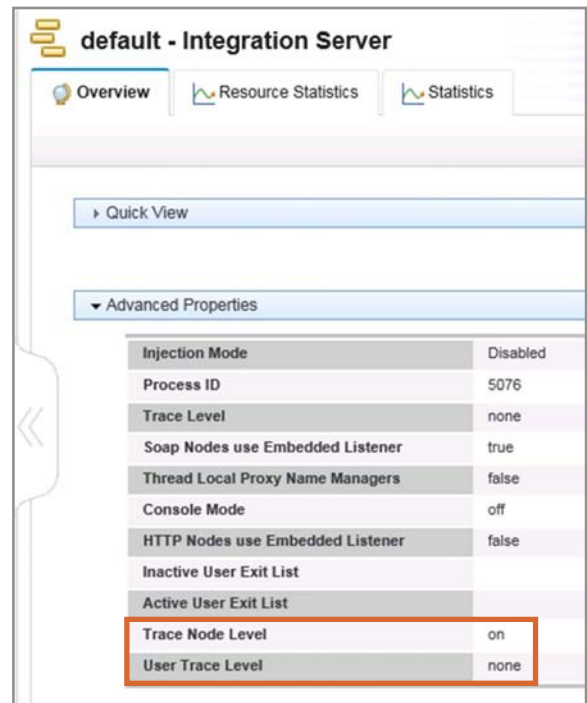 default - Integration Server
Overview Resource Statistics Statistics
Quick View
Advanced Properties
Injection Mode Disabled
Process ID 5076
Trace Level none
Soap Nodes use Embedded Listener true
Thread Local Proxy Name Managers false
Console Mode off
HTTP Nodes use Embedded Listener false
Inactive User Exit List
Active User Exit List
Trace Node Level on
User Trace Level none